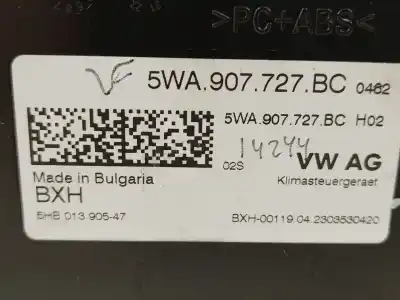 >PC+ABS<
VF
5WA.907.727.BC 0462
5WA.907.727.BC H02
14244
02S
VW AG
Made in Bulgaria
Klimasteuergeraet
BXH
5HB 013.905-47
BXH-00119.04.2303530420